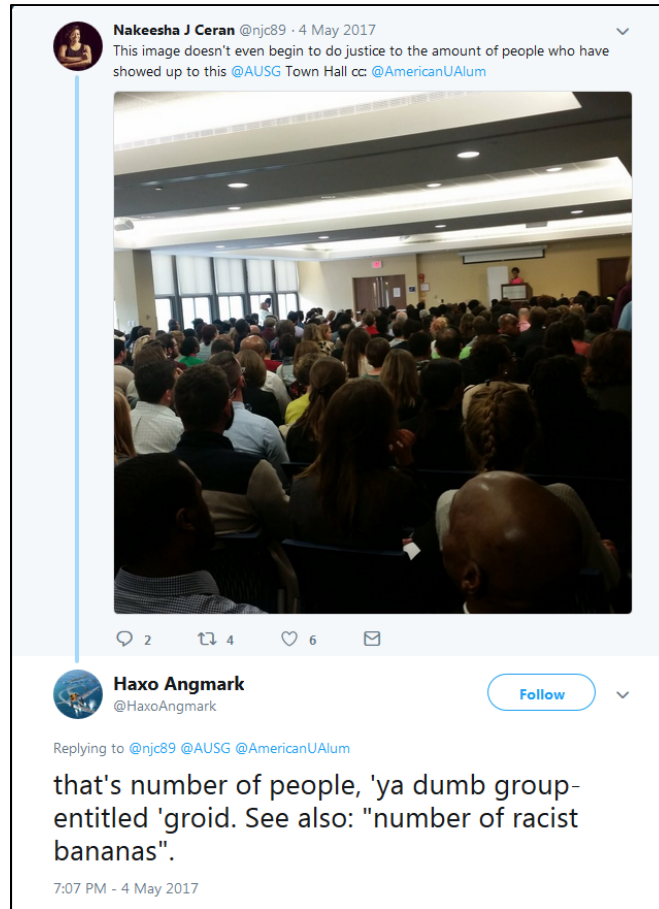 Nakeesha J Ceran @njc89 · 4 May 2017
This image doesn't even begin to do justice to the amount of people who have
showed up to this @AUSG Town Hall cc: @AmericanUAlum
2 4 6
Haxo Angmark
@HaxoAngmark
Follow
Replying to @njc89 @AUSG @AmericanUAlum
that's number of people, 'ya dumb group-
entitled 'groid. See also: "number of racist
bananas".
7:07 PM - 4 May 2017